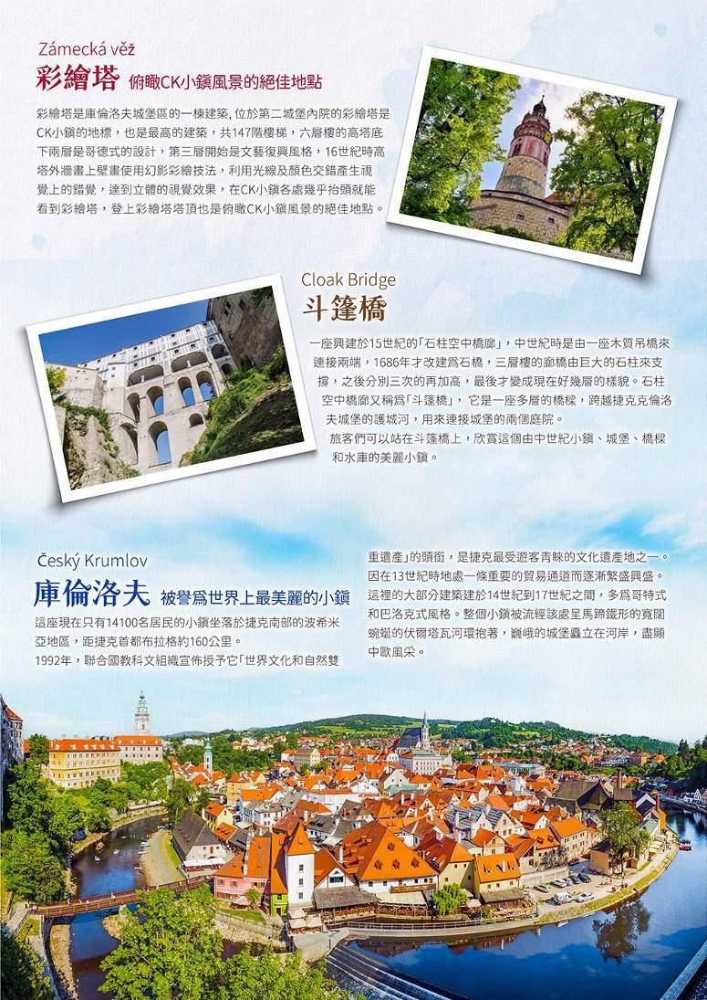 Zámecká věž
彩繪塔 俯瞰CK小鎮風景的絕佳地點
彩繪塔是庫倫洛夫城堡區的一棟建築, 位於第二城堡內院的彩繪塔是
CK小鎮的地標，也是最高的建築，共147階樓梯，六層樓的高塔底
下兩層是哥德式的設計，第三層開始是文藝復興風格，16世紀時高
塔外牆畫上壁畫使用幻影彩繪技法，利用光線及顏色交錯產生視
覺上的錯覺，達到立體的視覺效果，在CK小鎮各處幾乎抬頭就能
看到彩繪塔，登上彩繪塔塔頂也是俯瞰CK小鎮風景的絕佳地點。
Cloak Bridge
斗篷橋
一座興建於15世紀的「石柱空中橋廊」，中世紀時是由一座木質吊橋來
連接兩端，1686年才改建爲石橋，三層樓的廊橋由巨大的石柱來支
撐，之後分別三次的再加高，最後才變成現在好幾層的樣貌。石柱
空中橋廊又稱爲「斗篷橋」， 它是一座多層的橋樑，跨越捷克克倫洛
夫城堡的護城河，用來連接城堡的兩個庭院。
旅客們可以站在斗篷橋上，欣賞這個由中世紀小鎮、城堡、橋樑
和水庫的美麗小鎮。
Český Krumlov
庫倫洛夫 被譽爲世界上最美麗的小鎮
這座現在只有14100名居民的小鎮坐落於捷克南部的波希米
亞地區，距捷克首都布拉格約160公里。
1992年，聯合國教科文組織宣佈授予它「世界文化和自然雙
重遺產」的頭銜，是捷克最受遊客青睞的文化遺產地之一。
因在13世紀時地處一條重要的貿易通道而逐漸繁盛興盛。
這裡的大部分建築建於14世紀到17世紀之間，多爲哥特式
和巴洛克式風格。整個小鎮被流經該處呈馬蹄鐵形的寬闊
蜿蜒的伏爾塔瓦河環抱著，巍峨的城堡矗立在河岸，盡顯
中歐風采。